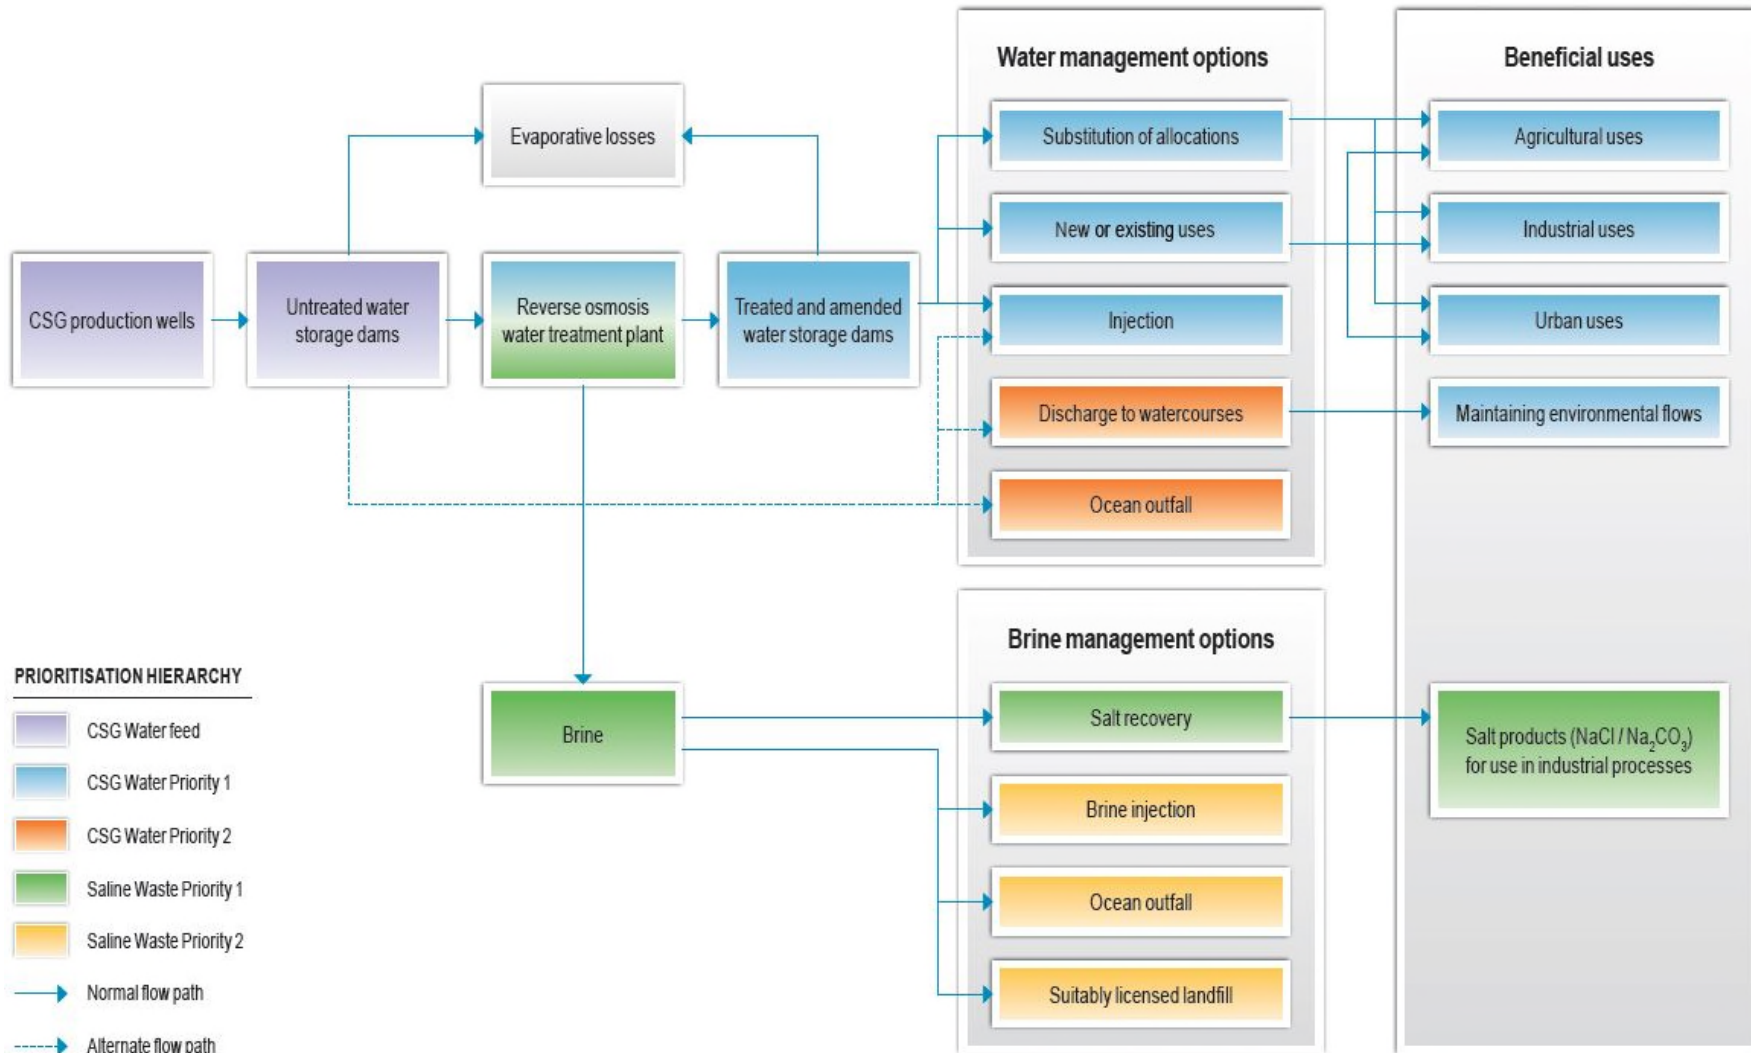 Water management options
Beneficial uses
Evaporative losses
Substitution of allocations
Agricultural uses
New or existing uses
Industrial uses
CSG production wells
Untreated water
storage dams
Reverse osmosis
water treatment plant
Treated and amended
water storage dams
Injection
Urban uses
Discharge to watercourses
Maintaining environmental flows
Ocean outfall
Brine management options
PRIORITISATION HIERARCHY
CSG Water feed
CSG Water Priority 1
CSG Water Priority 2
Saline Waste Priority 1
Saline Waste Priority 2
Normal flow path
Alternate flow path
Brine
Salt recovery
Salt products (NaCl / Na₂CO₃)
for use in industrial processes
Brine injection
Ocean outfall
Suitably licensed landfill